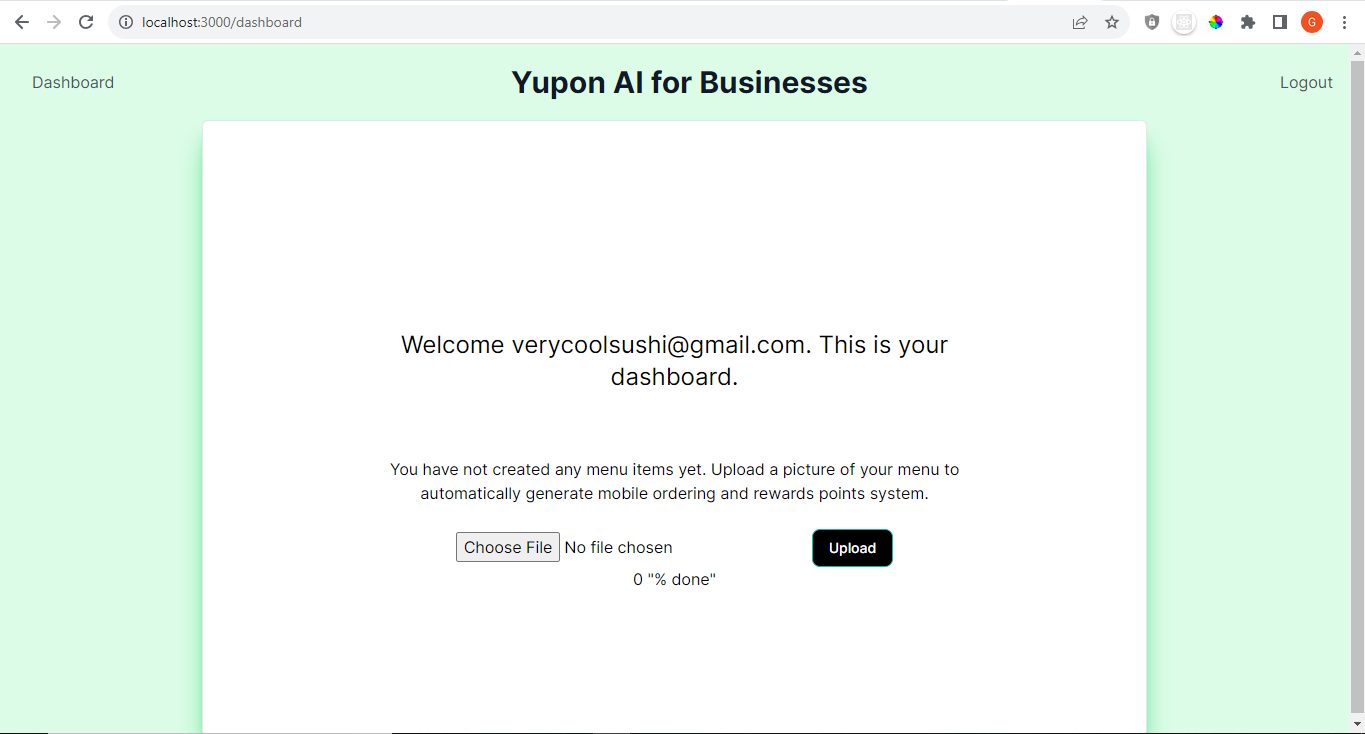 localhost:3000/dashboard
G
Dashboard
Yupon AI for Businesses
Logout
Welcome verycoolsushi@gmail.com. This is your
dashboard.
You have not created any menu items yet. Upload a picture of your menu to
automatically generate mobile ordering and rewards points system.
Choose File No file chosen
Upload
0 "% done"